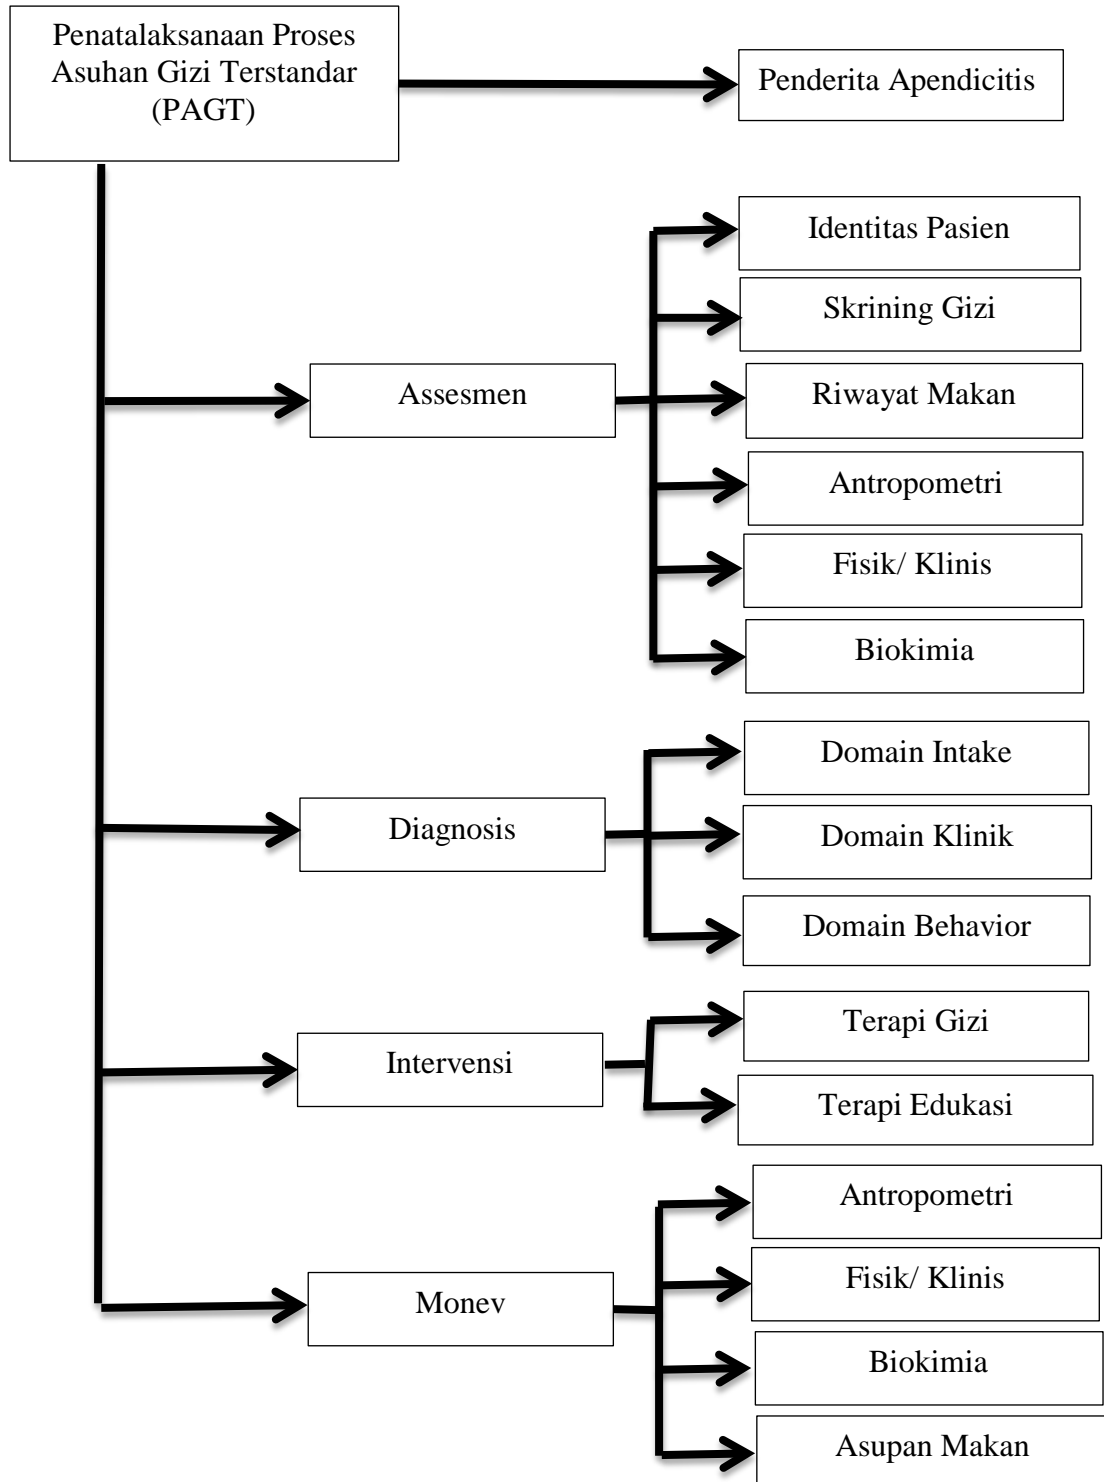 Penatalaksanaan Proses
Asuhan Gizi Terstandar
(PAGT)
Penderita Apendicitis
Identitas Pasien
Skrining Gizi
Assesmen
Riwayat Makan
Antropometri
Fisik/ Klinis
Biokimia
Domain Intake
Diagnosis
Domain Klinik
Domain Behavior
Terapi Gizi
Intervensi
Terapi Edukasi
Antropometri
Fisik/ Klinis
Monev
Biokimia
Asupan Makan